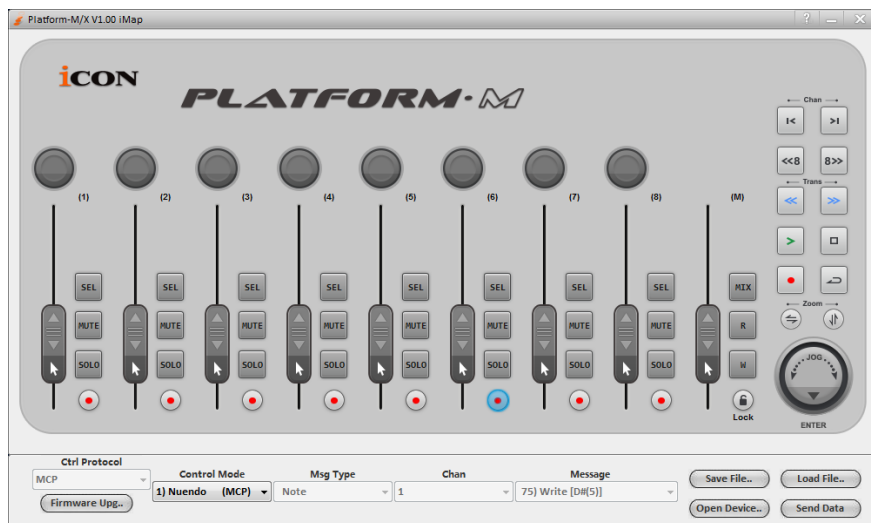 Platform-M/X V1.00 iMap
? _ X
iCON
PLATFORM·M
Chan
I< >I
<<8 8>>
Trans
<< >>
(1) (2) (3) (4) (5) (6) (7) (8) (M)
>
SEL SEL SEL SEL SEL SEL SEL SEL MIX
Zoom
MUTE MUTE MUTE MUTE MUTE MUTE MUTE MUTE R
SOLO SOLO SOLO SOLO SOLO SOLO SOLO SOLO W
JOG
Lock
ENTER
Ctrl Protocol
MCP
Firmware Upg..
Control Mode
1) Nuendo (MCP)
Msg Type
Note
Chan
1
Message
75) Write [D#(5)]
Save File.. Load File..
Open Device.. Send Data